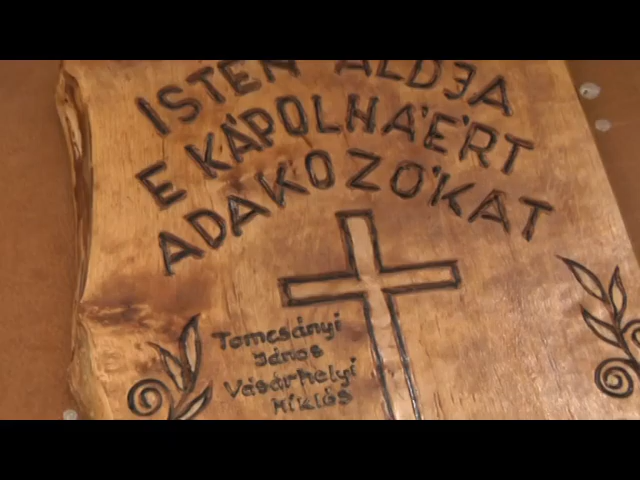 ISTEN ÁLDJA
E KÁPOLNÁÉRT
ADAKOZÓKAT
Tomcsányi
János
Vásárhelyi
Miklós